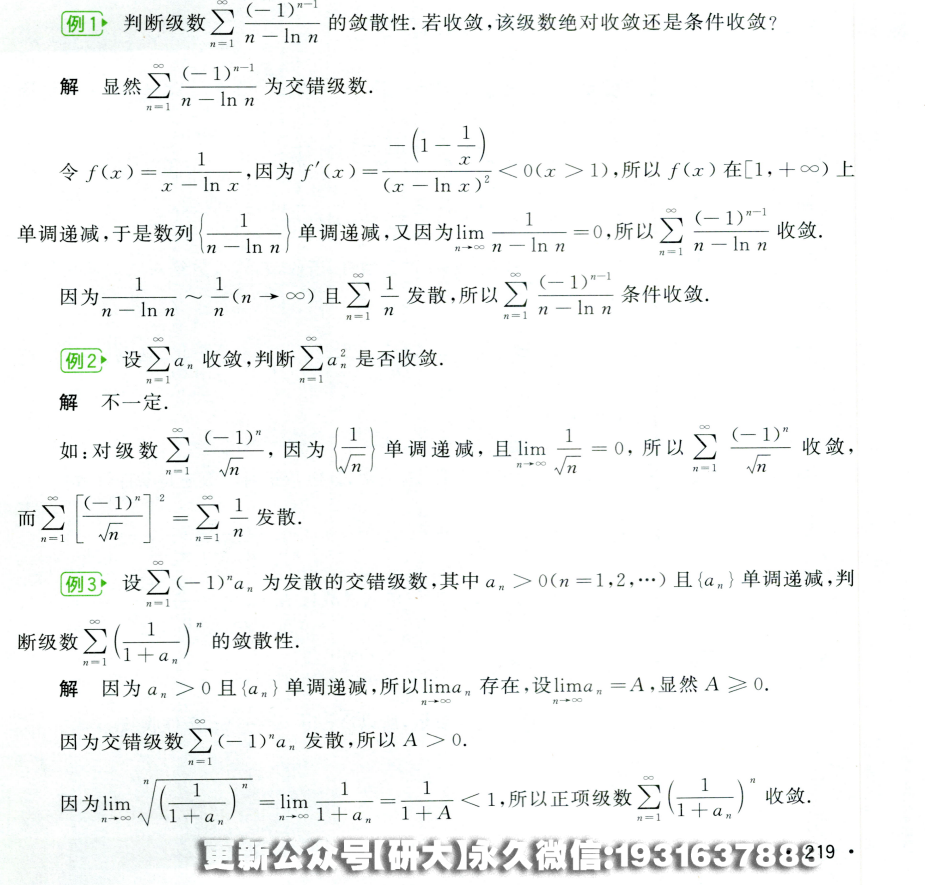 例1 判断级数 $\sum_{n=1}^{\infty} \frac{(-1)^{n-1}}{n-\ln n}$ 的敛散性.若收敛,该级数绝对收敛还是条件收敛?
解 显然 $\sum_{n=1}^{\infty} \frac{(-1)^{n-1}}{n-\ln n}$ 为交错级数.
令 $f(x)=\frac{1}{x-\ln x}$,因为 $f'(x)=\frac{-\left(1-\frac{1}{x}\right)}{(x-\ln x)^2}<0(x>1)$,所以 $f(x)$ 在$[1,+\infty)$上
单调递减,于是数列$\left\{\frac{1}{n-\ln n}\right\}$单调递减,又因为$\lim_{n\to\infty}\frac{1}{n-\ln n}=0$,所以 $\sum_{n=1}^{\infty}\frac{(-1)^{n-1}}{n-\ln n}$ 收敛.
因为$\frac{1}{n-\ln n}\sim\frac{1}{n}(n\to\infty)$且$\sum_{n=1}^{\infty}\frac{1}{n}$ 发散,所以 $\sum_{n=1}^{\infty}\frac{(-1)^{n-1}}{n-\ln n}$ 条件收敛.
例2 设 $\sum_{n=1}^{\infty}a_n$ 收敛,判断 $\sum_{n=1}^{\infty}a_n^2$ 是否收敛.
解 不一定.
如:对级数 $\sum_{n=1}^{\infty}\frac{(-1)^n}{\sqrt{n}}$,因为$\left\{\frac{1}{\sqrt{n}}\right\}$单调递减,且$\lim_{n\to\infty}\frac{1}{\sqrt{n}}=0$,所以 $\sum_{n=1}^{\infty}\frac{(-1)^n}{\sqrt{n}}$ 收敛,
而$\sum_{n=1}^{\infty}\left[\frac{(-1)^n}{\sqrt{n}}\right]^2=\sum_{n=1}^{\infty}\frac{1}{n}$ 发散.
例3 设 $\sum_{n=1}^{\infty}(-1)^n a_n$ 为发散的交错级数,其中 $a_n>0(n=1,2,\cdots)$且$\{a_n\}$单调递减,判
断级数 $\sum_{n=1}^{\infty}\left(\frac{1}{1+a_n}\right)^n$ 的敛散性.
解 因为 $a_n>0$ 且$\{a_n\}$单调递减,所以$\lim_{n\to\infty}a_n$ 存在,设$\lim_{n\to\infty}a_n=A$,显然 $A\geqslant 0$.
因为交错级数 $\sum_{n=1}^{\infty}(-1)^n a_n$ 发散,所以 $A>0$.
因为$\lim_{n\to\infty}\sqrt[n]{\left(\frac{1}{1+a_n}\right)^n}=\lim_{n\to\infty}\frac{1}{1+a_n}=\frac{1}{1+A}<1$,所以正项级数 $\sum_{n=1}^{\infty}\left(\frac{1}{1+a_n}\right)^n$ 收敛.
更新公众号【研大】永久微信:19316378886
· 219 ·